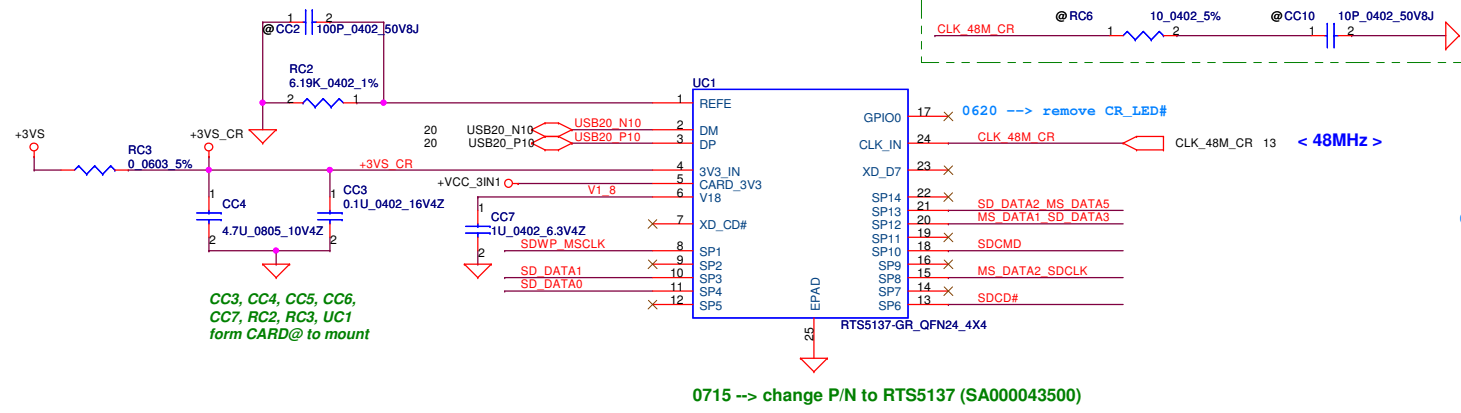 @RC6 10_0402_5% @CC10 10P_0402_50V8J
CLK_48M_CR 1 2 1 2
1 2
@CC2 100P_0402_50V8J
RC2
6.19K_0402_1%
2 1
UC1
1 REFE
GPIO0 17 0620 --> remove CR_LED#
20 USB20_N10 USB20_N10 2 DM
20 USB20_P10 USB20_P10 3 DP
CLK_IN 24 CLK_48M_CR CLK_48M_CR 13 < 48MHz >
+3VS
RC3
0_0603_5%
+3VS_CR
+3VS_CR 4 3V3_IN
XD_D7 23
+VCC_3IN1 5 CARD_3V3
V1_8 6 V18
SP14 22
SP13 21 SD_DATA2_MS_DATA5
SP12 20 MS_DATA1_SD_DATA3
1
CC4
4.7U_0805_10V4Z
2
1
CC3
0.1U_0402_16V4Z
2
1
CC7
1U_0402_6.3V4Z
2
7 XD_CD#
SP11 19
SDWP_MSCLK 8 SP1
SP10 18 SDCMD
9 SP2
SP9 16
SD_DATA1 10 SP3
SP8 15 MS_DATA2_SDCLK
SD_DATA0 11 SP4
SP7 14
12 SP5
SP6 13 SDCD#
EPAD
25
RTS5137-GR_QFN24_4X4
CC3, CC4, CC5, CC6,
CC7, RC2, RC3, UC1
form CARD@ to mount
0715 --> change P/N to RTS5137 (SA000043500)